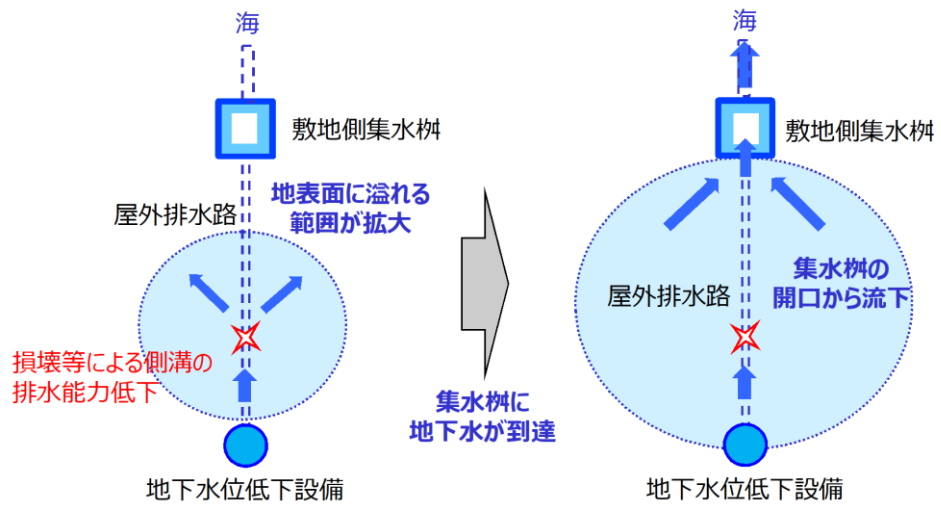 海
敷地側集水桝
地表面に溢れる
範囲が拡大
屋外排水路
損壊等による側溝の
排水能力低下
地下水位低下設備
集水桝に
地下水が到達
海
敷地側集水桝
集水桝の
開口から流下
屋外排水路
地下水位低下設備